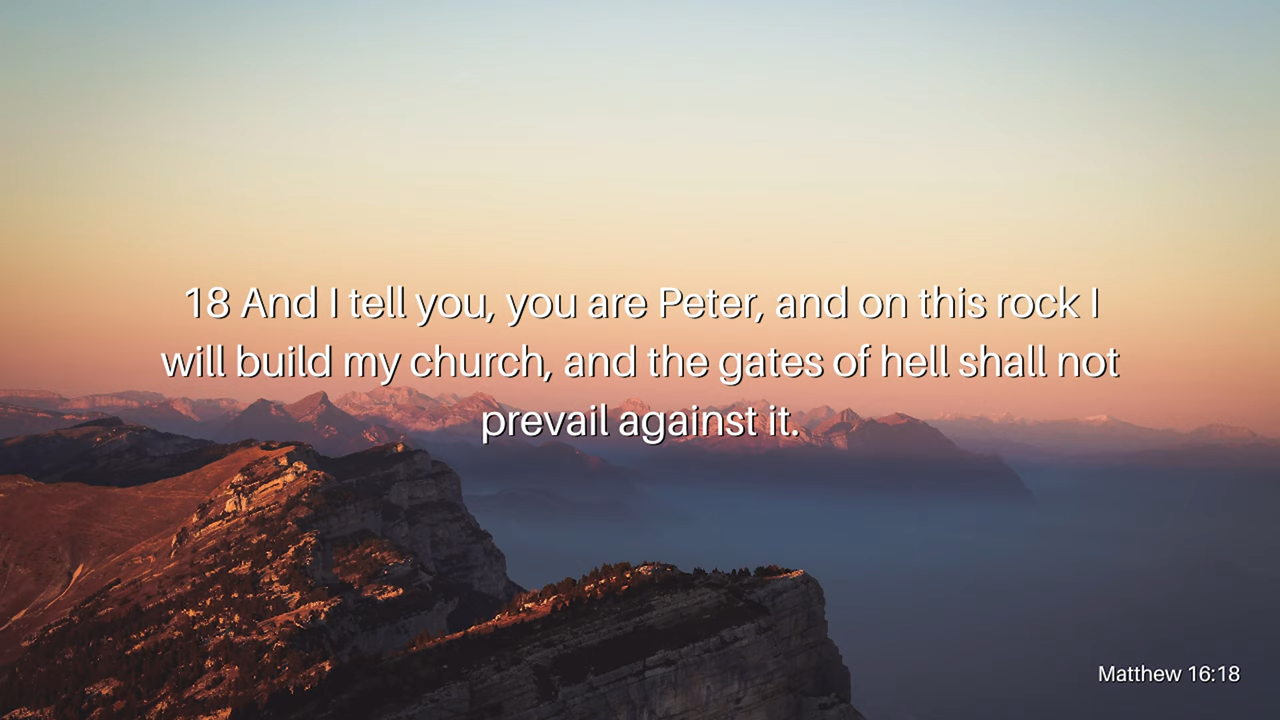 18 And I tell you, you are Peter, and on this rock I
will build my church, and the gates of hell shall not
prevail against it.
Matthew 16:18